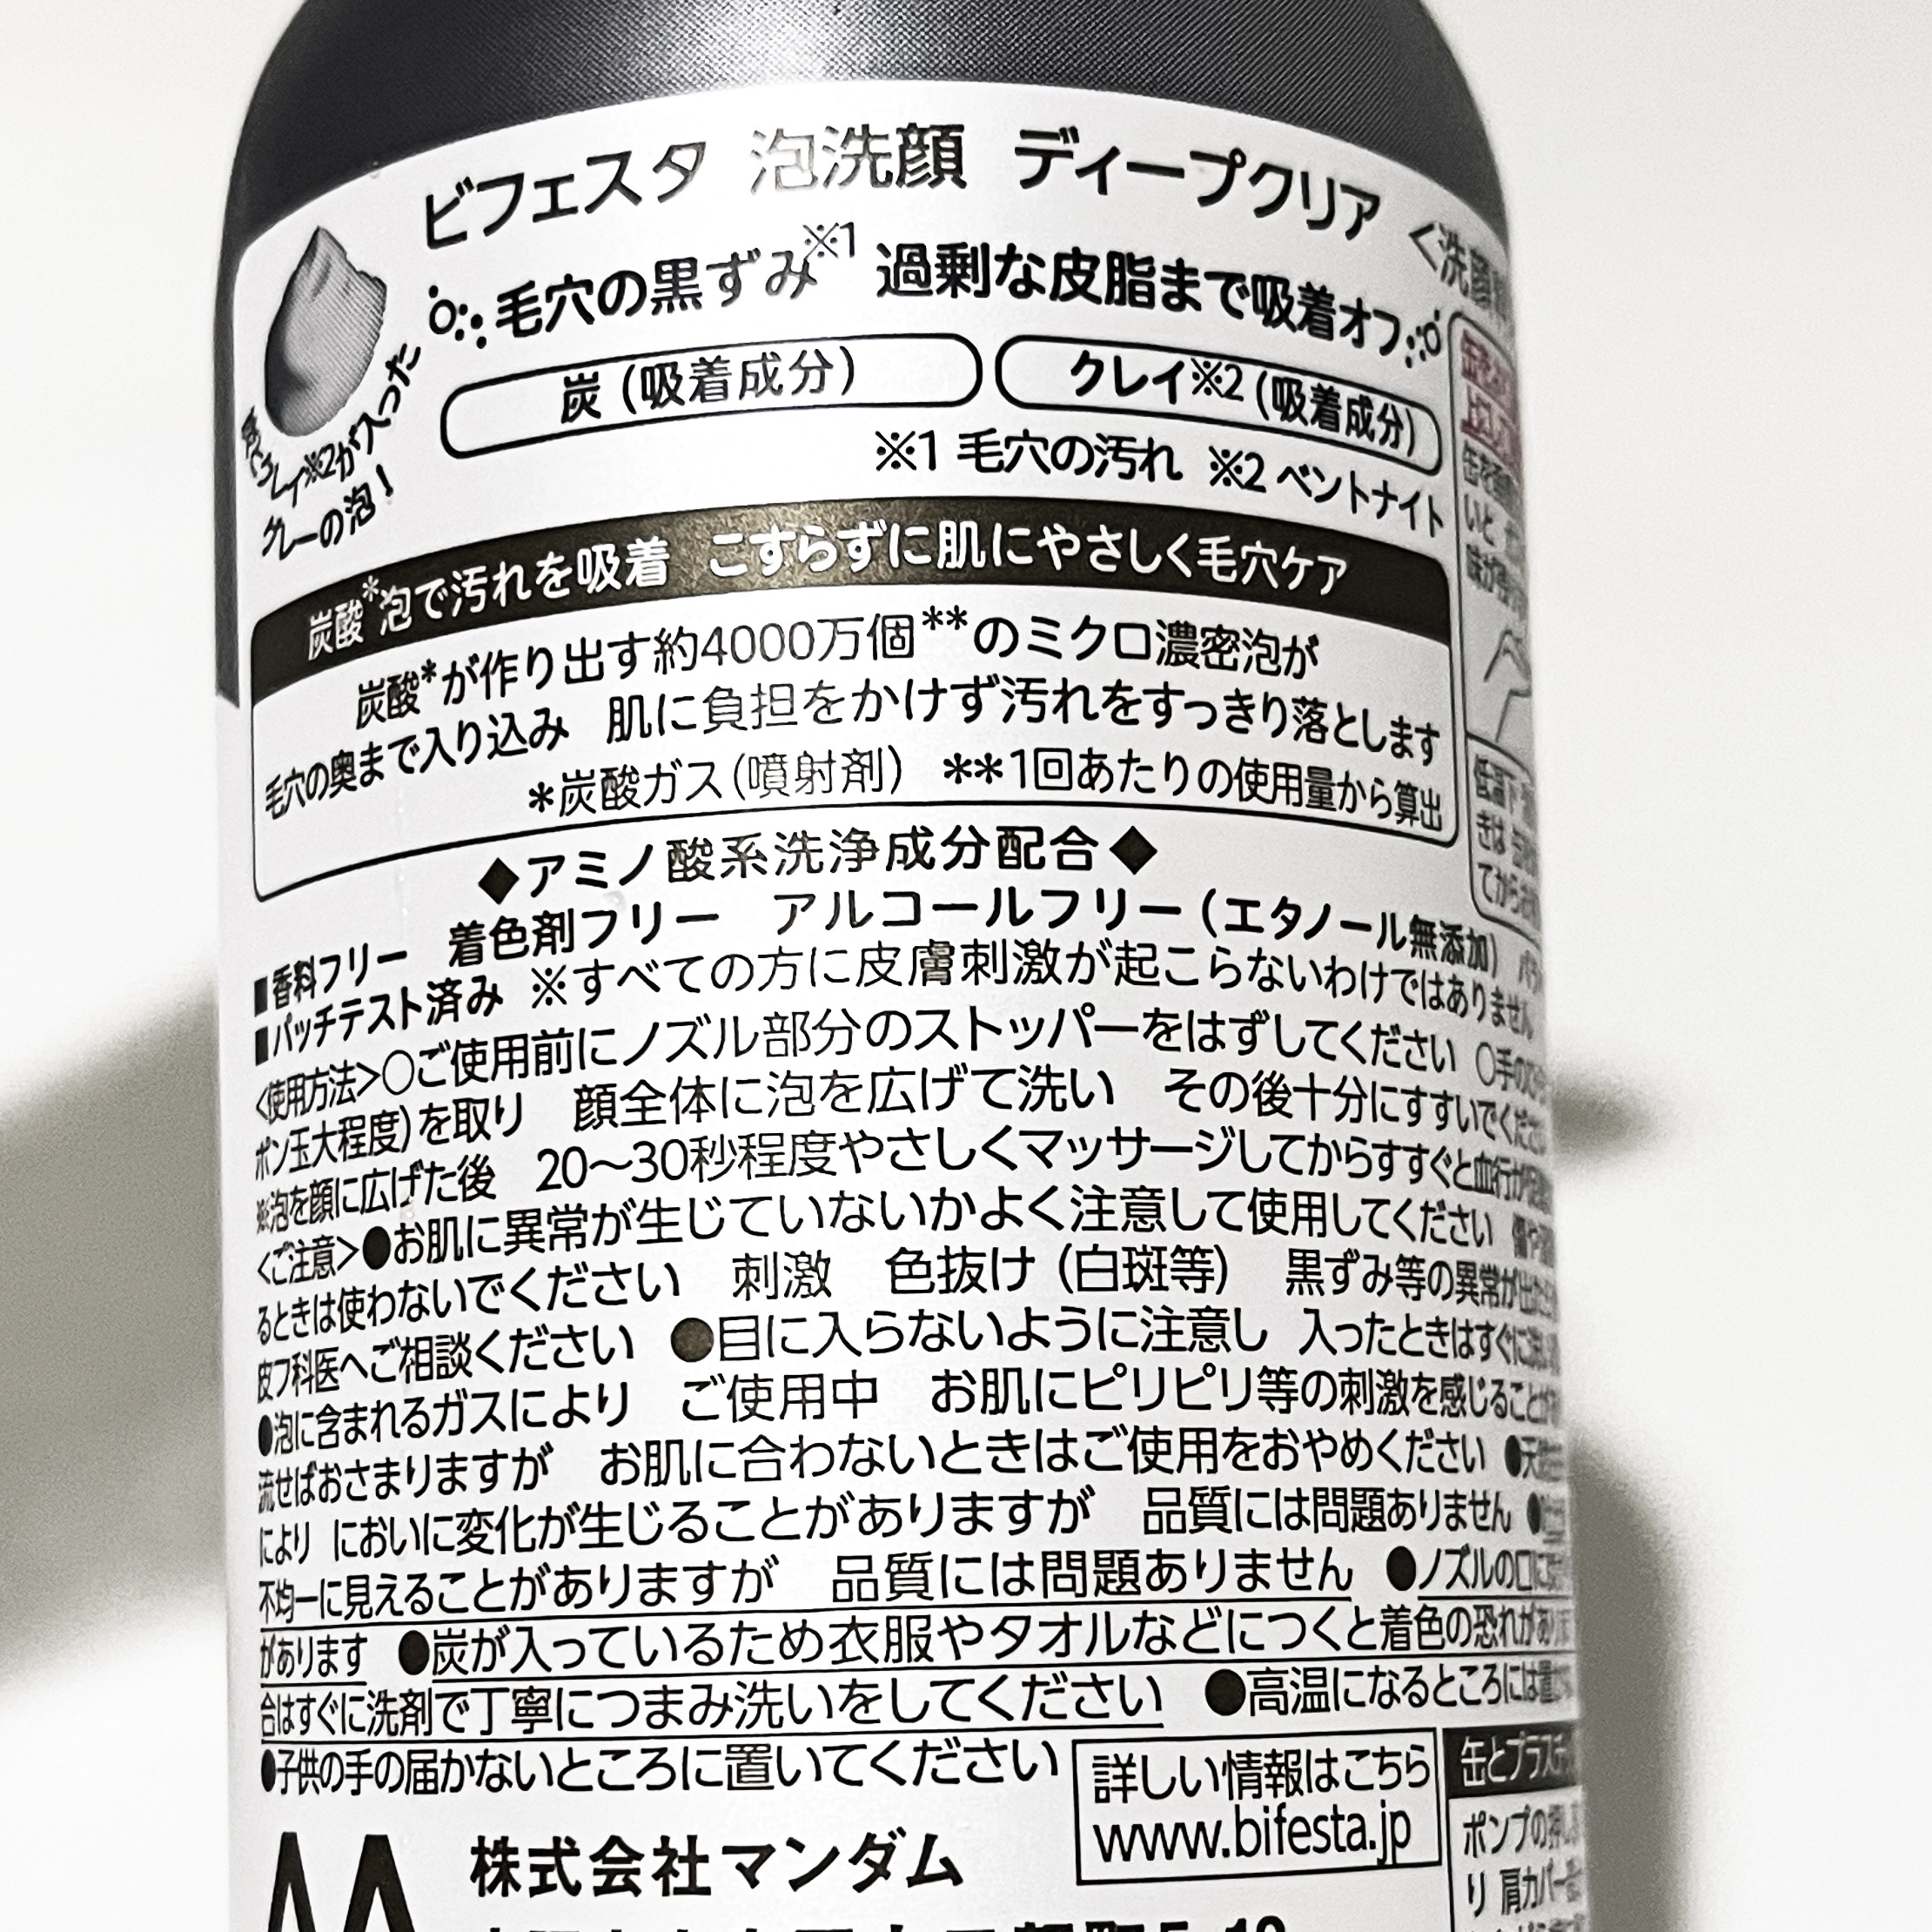 ビフェスタ 泡洗顔 ディープクリア <洗顔
毛穴の黒ずみ※1 過剰な皮脂まで吸着オフ
炭(吸着成分) クレイ※2(吸着成分)
※1 毛穴の汚れ ※2 ベントナイト
クレイ※2が入った
グレーの泡!
炭酸*泡で汚れを吸着 こすらずに肌にやさしく毛穴ケア
炭酸*が作り出す約4000万個**のミクロ濃密泡が
毛穴の奥まで入り込み 肌に負担をかけず汚れをすっきり落とします
*炭酸ガス(噴射剤) **1回あたりの使用量から算出
◆アミノ酸系洗浄成分配合◆
■香料フリー 着色剤フリー アルコールフリー(エタノール無添加)
■パッチテスト済み ※すべての方に皮膚刺激が起こらないわけではありません
<使用方法>○ご使用前にノズル部分のストッパーをはずしてください ○手の
ポン玉大程度)を取り 顔全体に泡を広げて洗い その後十分にすすいでください
※泡を顔に広げた後 20〜30秒程度やさしくマッサージしてからすすぐと血行が
<ご注意>●お肌に異常が生じていないかよく注意して使用してください 傷や
るときは使わないでください 刺激 色抜け(白斑等) 黒ずみ等の異常が出た
皮フ科医へご相談ください ●目に入らないように注意し 入ったときはすぐに
●泡に含まれるガスにより ご使用中 お肌にピリピリ等の刺激を感じることが
流せばおさまりますが お肌に合わないときはご使用をおやめください ●天
により においに変化が生じることがありますが 品質には問題ありません ●
不均一に見えることがありますが 品質には問題ありません ●ノズルの口に
があります ●炭が入っているため衣服やタオルなどにつくと着色の恐れがあ
合はすぐに洗剤で丁寧につまみ洗いをしてください ●高温になるところには置
●子供の手の届かないところに置いてください
詳しい情報はこちら
www.bifesta.jp
株式会社マンダム
缶とプラスチ
ポンプの押し
り 肩カバー